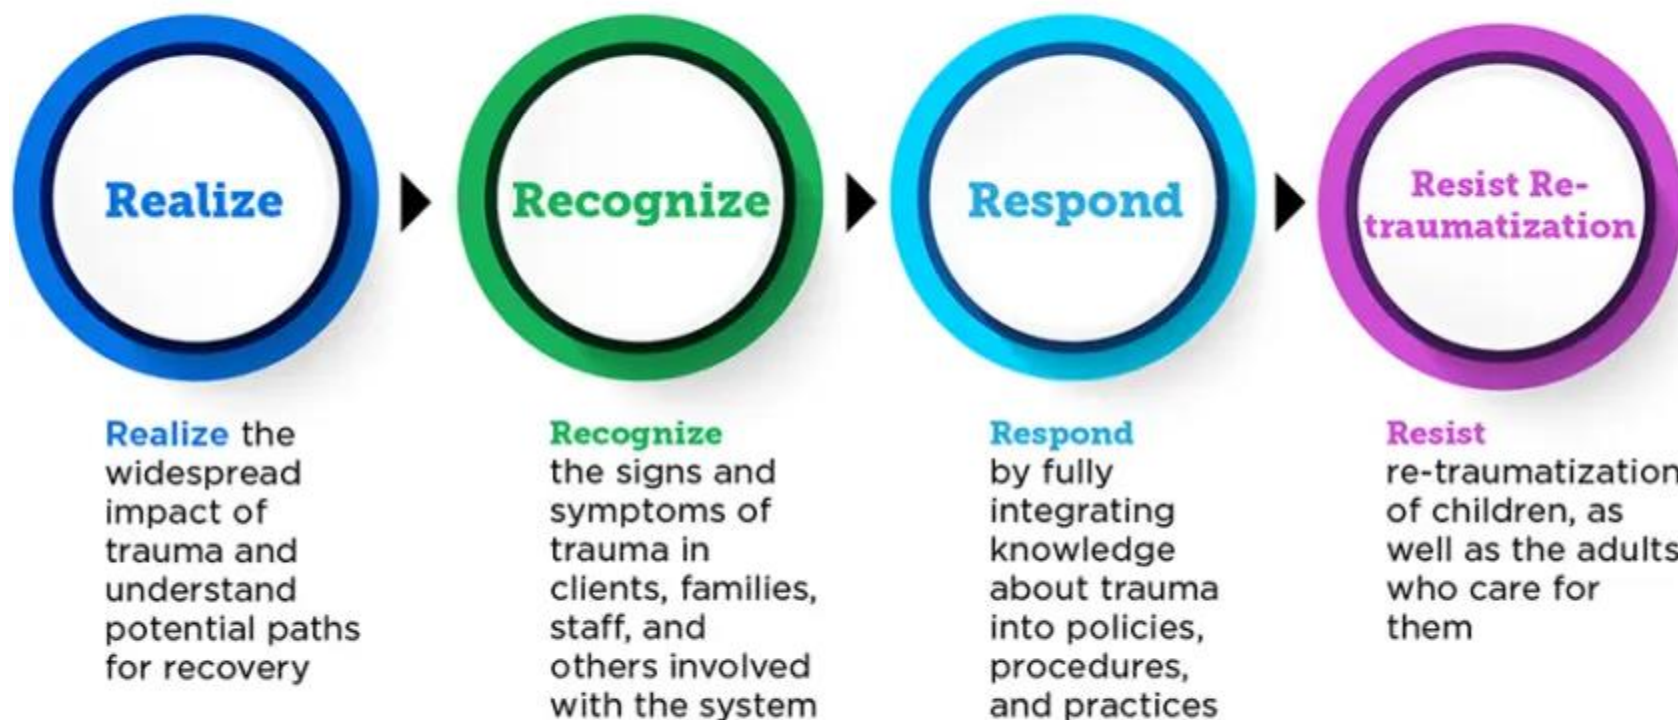 Realize
Recognize
Respond
Resist Re-
traumatization
Realize the
widespread
impact of
trauma and
understand
potential paths
for recovery
Recognize
the signs and
symptoms of
trauma in
clients, families,
staff, and
others involved
with the system
Respond
by fully
integrating
knowledge
about trauma
into policies,
procedures,
and practices
Resist
re-traumatization
of children, as
well as the adults
who care for
them